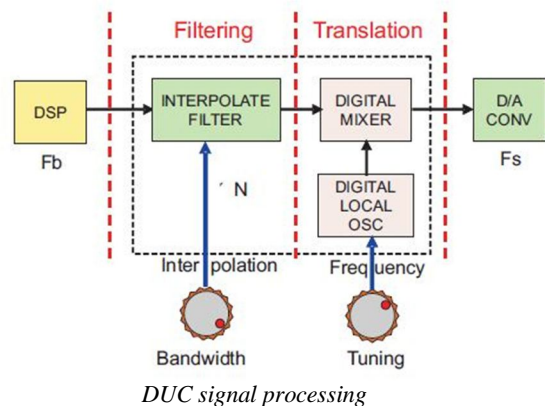 Filtering
Translation
DSP
INTERPOLATE
FILTER
DIGITAL
MIXER
D/A
CONV
Fb
Fs
´ N
DIGITAL
LOCAL
OSC
Interpolation
Frequency
Bandwidth
Tuning
DUC signal processing